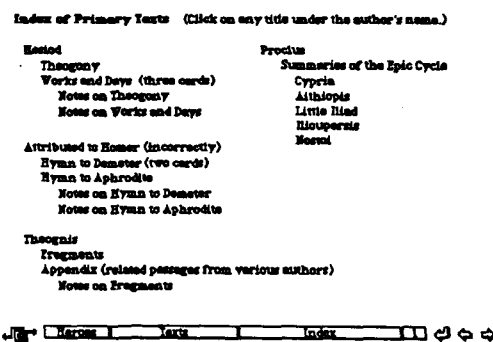 Index of Primary Texts (Click on any title under the author's name.)
Hesiod
Theogony
Works and Days (three cards)
Notes on Theogony
Notes on Works and Days
Attributed to Homer (incorrectly)
Hymn to Demeter (two cards)
Hymn to Aphrodite
Notes on Hymn to Demeter
Notes on Hymn to Aphrodite
Theognis
Fragments
Appendix (related passages from various authors)
Notes on Fragments
Proclus
Summaries of the Epic Cycle
Cypria
Aithiopis
Little Iliad
Ilioupersis
Nostoi
Heroes Texts Index